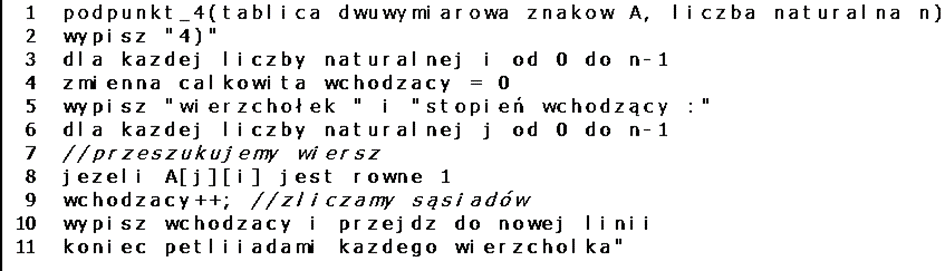 1 podpunkt_4(tablica dwuwymiarowa znakow A, liczba naturalna n)
2 wypisz "4)"
3 dla kazdej liczby naturalnej i od 0 do n-1
4 zmienna calkowita wchodzacy = 0
5 wypisz "wierzchołek " i "stopień wchodzący :"
6 dla kazdej liczby naturalnej j od 0 do n-1
7 //przeszukujemy wiersz
8 jezeli A[j][i] jest rowne 1
9 wchodzacy++; //zliczamy sąsiadów
10 wypisz wchodzacy i przejdz do nowej linii
11 koniec petliiiadami kazdego wierzcholka"